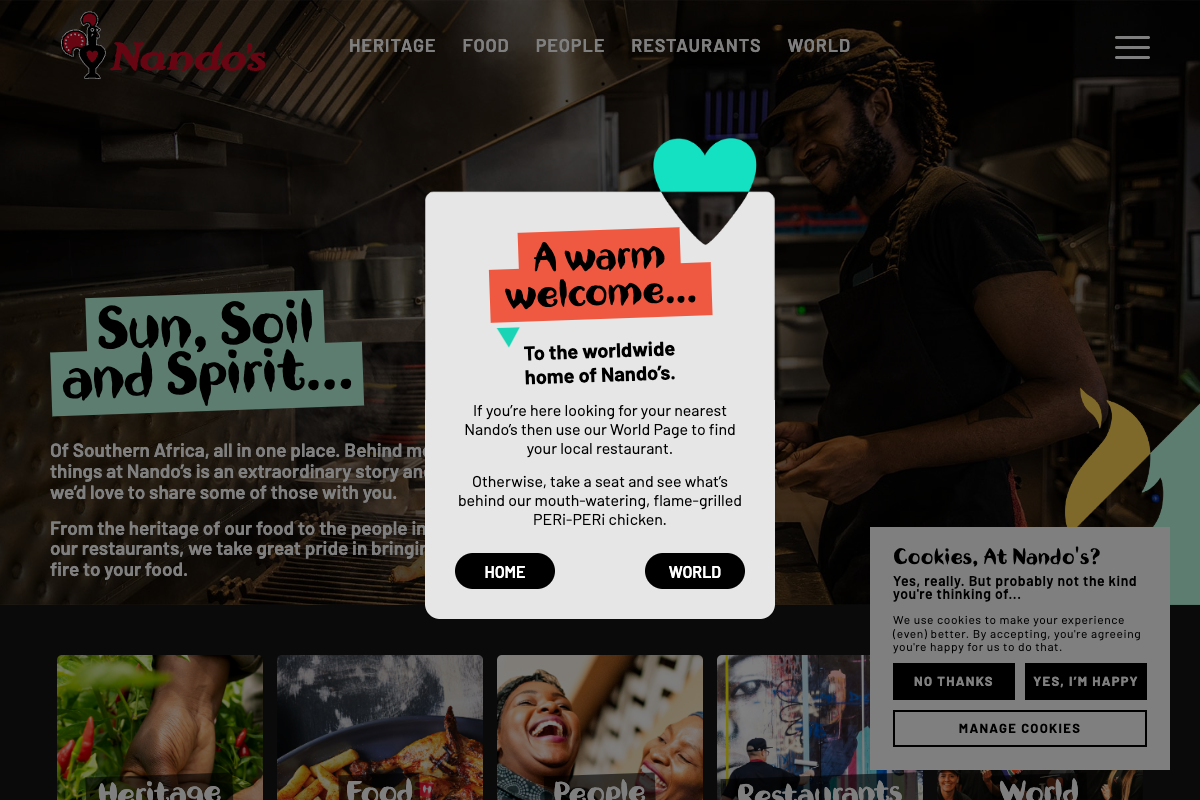 Nando's
HERITAGE FOOD PEOPLE RESTAURANTS WORLD
A warm
welcome...
To the worldwide
home of Nando's.
If you're here looking for your nearest
Nando's then use our World Page to find
your local restaurant.
Otherwise, take a seat and see what's
behind our mouth-watering, flame-grilled
PERi-PERi chicken.
HOME
WORLD
Sun, Soil
and Spirit...
Of Southern Africa, all in one place. Behind
things at Nando's is an extraordinary story
we'd love to share some of those with you.
From the heritage of our food to the people in
our restaurants, we take great pride in
fire to your food.
Cookies, At Nando's?
Yes, really. But probably not the kind
you're thinking of...
We use cookies to make your experience
(even) better. By accepting, you're agreeing
you're happy for us to do that.
NO THANKS
YES, I'M HAPPY
MANAGE COOKIES
Heritage
Food
People
Restaurants
World